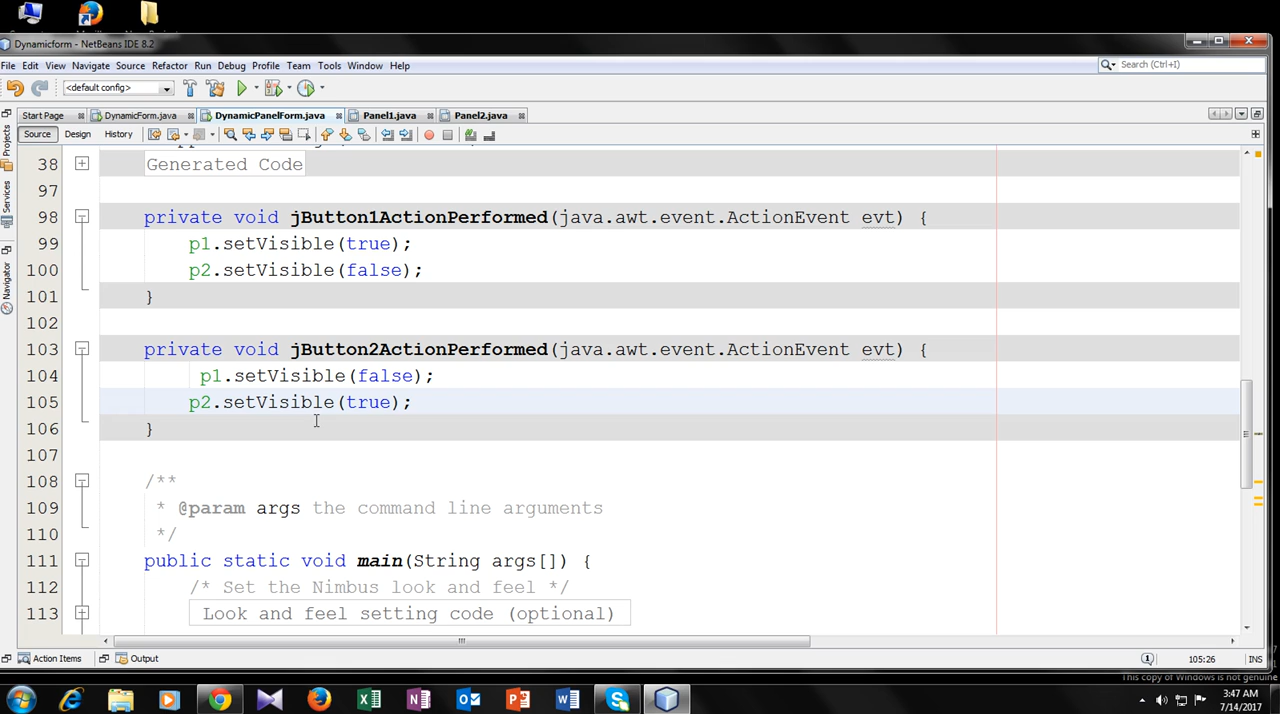 Dynamicform - NetBeans IDE 8.2
File Edit View Navigate Source Refactor Run Debug Profile Team Tools Window Help
Search (Ctrl+I)
<default config>
Start Page DynamicForm.java DynamicPanelForm.java Panel1.java Panel2.java
Source Design History
Projects
Services
Navigator
38 Generated Code
97
98 private void jButton1ActionPerformed(java.awt.event.ActionEvent evt) {
99 p1.setVisible(true);
100 p2.setVisible(false);
101 }
102
103 private void jButton2ActionPerformed(java.awt.event.ActionEvent evt) {
104 p1.setVisible(false);
105 p2.setVisible(true);
106 }
107
108 /**
109 * @param args the command line arguments
110 */
111 public static void main(String args[]) {
112 /* Set the Nimbus look and feel */
113 Look and feel setting code (optional)
Action Items Output
1 105:26 INS
This copy of Windows is not genuine
3:47 AM
7/14/2017